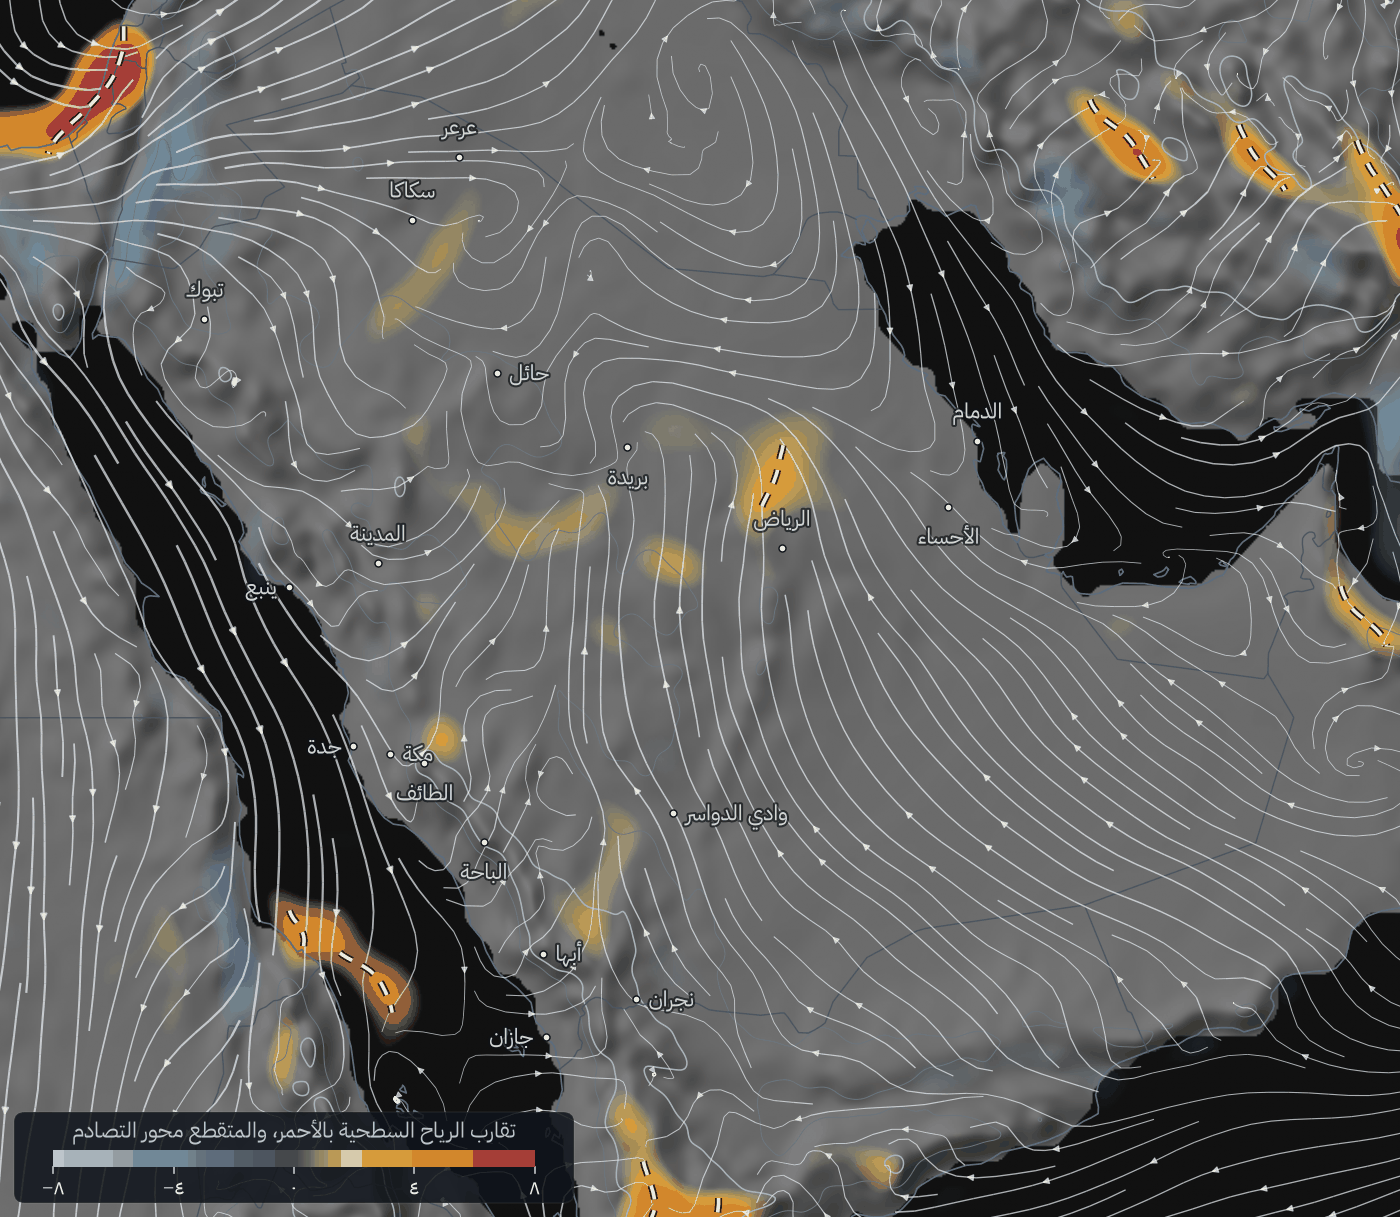 عرعر
سكاكا
تبوك
حائل
الدمام
بريدة
الرياض
الأحساء
المدينة
ينبع
جدة
مكة
الطائف
وادي الدواسر
الباحة
أبها
نجران
جازان
تقارب الرياح السطحية بالأحمر، والمتقطع محور التصادم
−٨ −٤ ٠ ٤ ٨